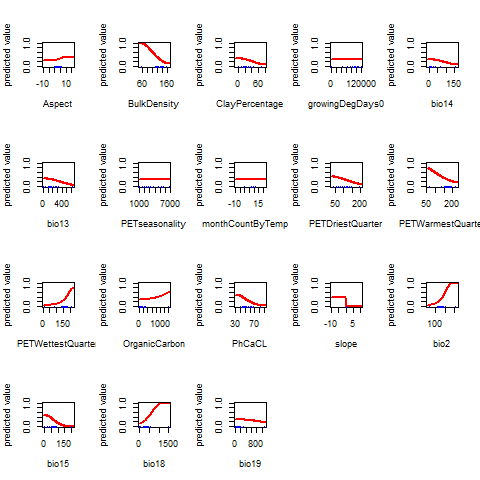 predicted value
0.0 1.0
-10 10
Aspect
predicted value
0.0 1.0
60 160
BulkDensity
predicted value
0.0 1.0
0 60
ClayPercentage
predicted value
0.0 1.0
0 120000
growingDegDays0
predicted value
0.0 1.0
0 150
bio14
predicted value
0.0 1.0
0 400
bio13
predicted value
0.0 1.0
1000 7000
PETseasonality
predicted value
0.0 1.0
-10 15
monthCountByTemp
predicted value
0.0 1.0
50 200
PETDriestQuarter
predicted value
0.0 1.0
50 200
PETWarmestQuarte
predicted value
0.0 1.0
0 150
PETWettestQuarte
predicted value
0.0 1.0
0 1000
OrganicCarbon
predicted value
0.0 1.0
30 70
PhCaCL
predicted value
0.0 1.0
-10 5
slope
predicted value
0.0 1.0
100
bio2
predicted value
0.0 1.0
0 150
bio15
predicted value
0.0 1.0
0 1500
bio18
predicted value
0.0 1.0
0 800
bio19